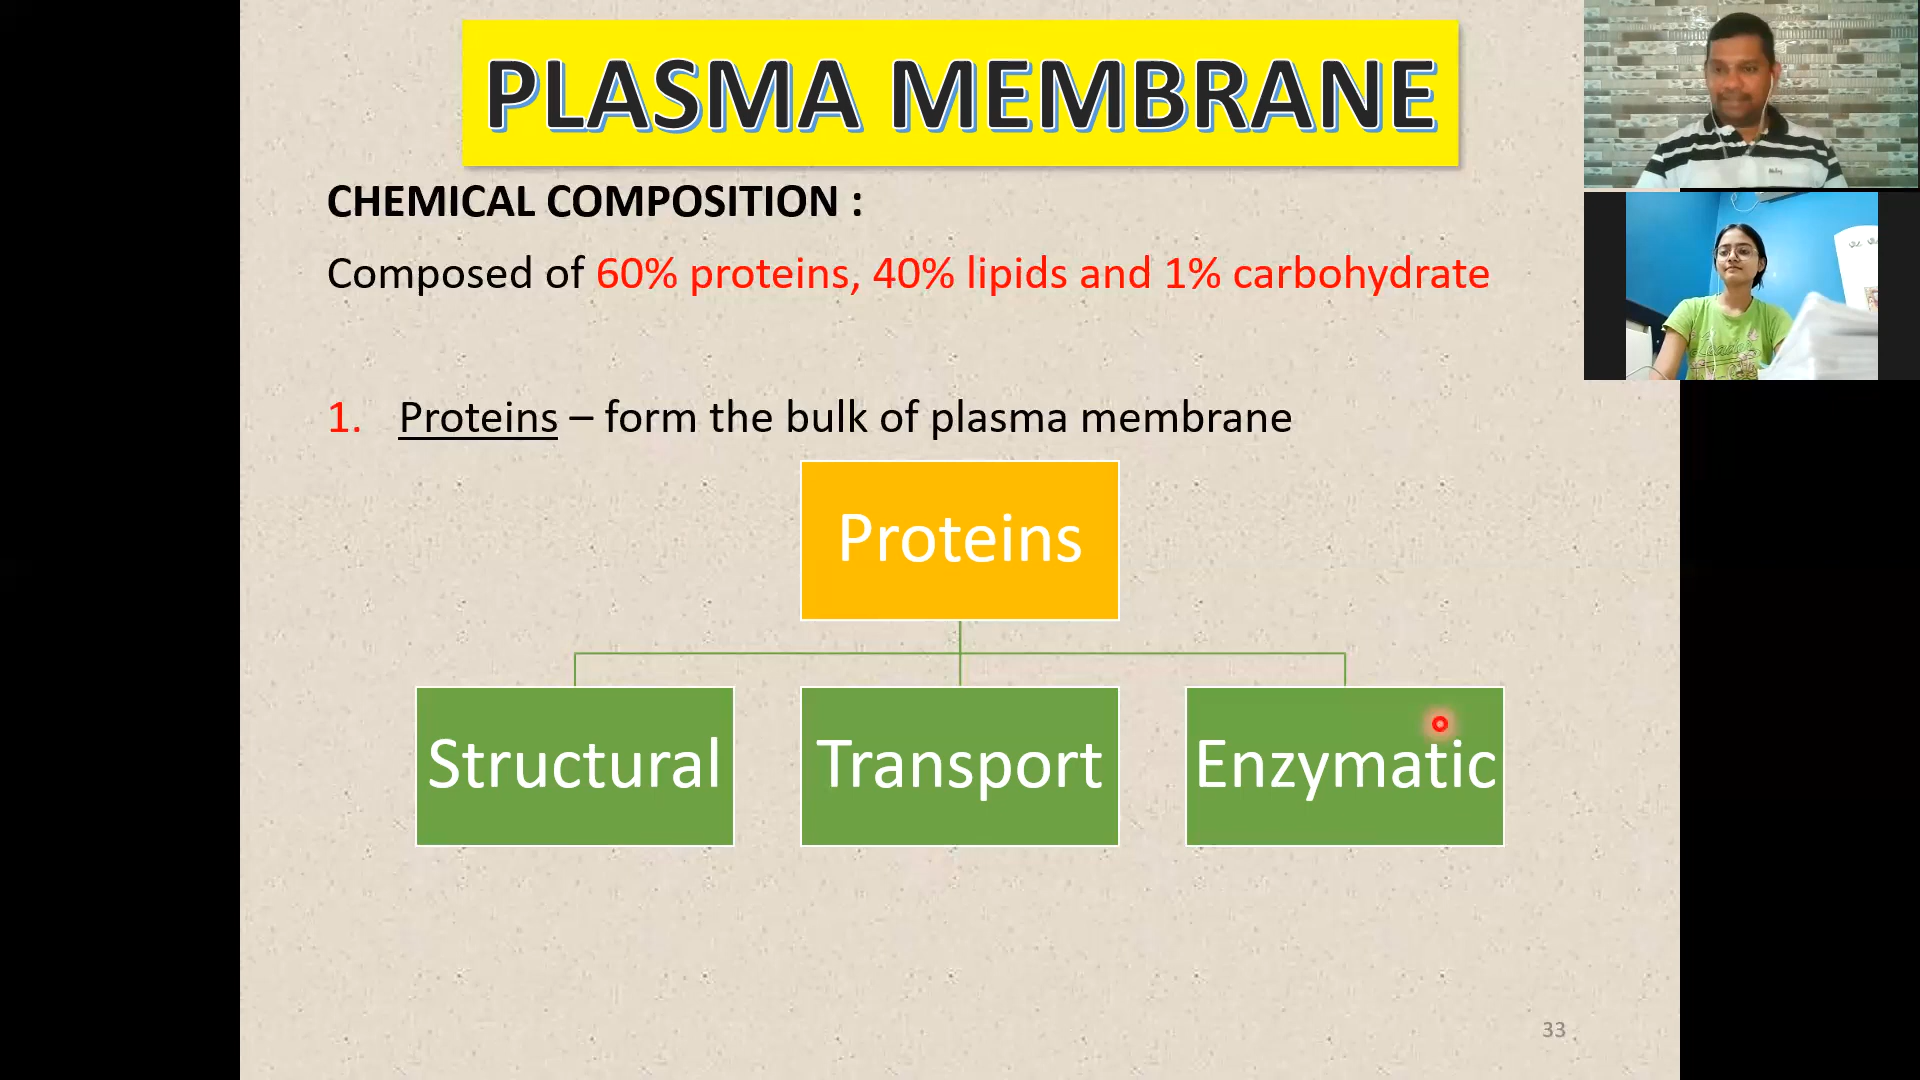 PLASMA MEMBRANE
CHEMICAL COMPOSITION :
Composed of 60% proteins, 40% lipids and 1% carbohydrate
1. Proteins – form the bulk of plasma membrane
Proteins
Structural
Transport
Enzymatic
33